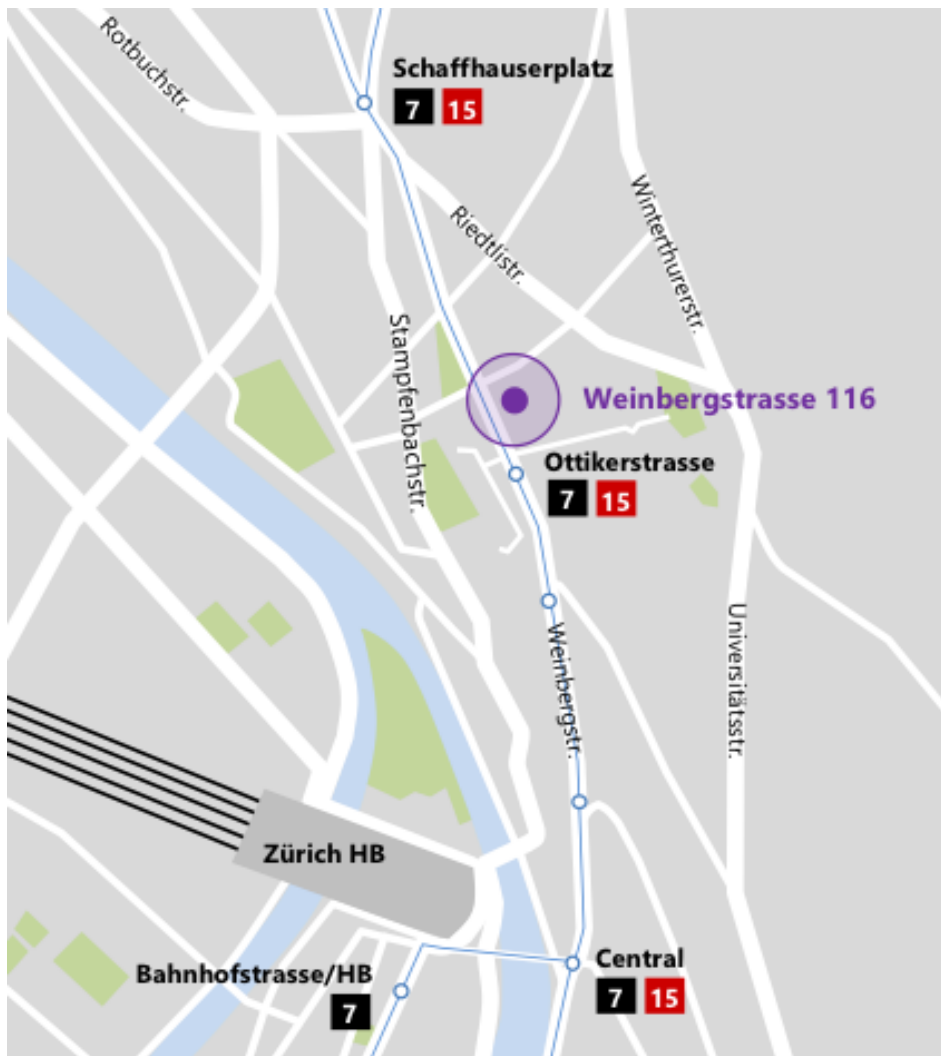 Rotbuchstr.
Schaffhauserplatz
7 15
Winterthurerstr.
Riedtlistr.
Stampfenbachstr.
Weinbergstrasse 116
Ottikerstrasse
7 15
Weinbergstr.
Universitätsstr.
Zürich HB
Central
7 15
Bahnhofstrasse/HB
7